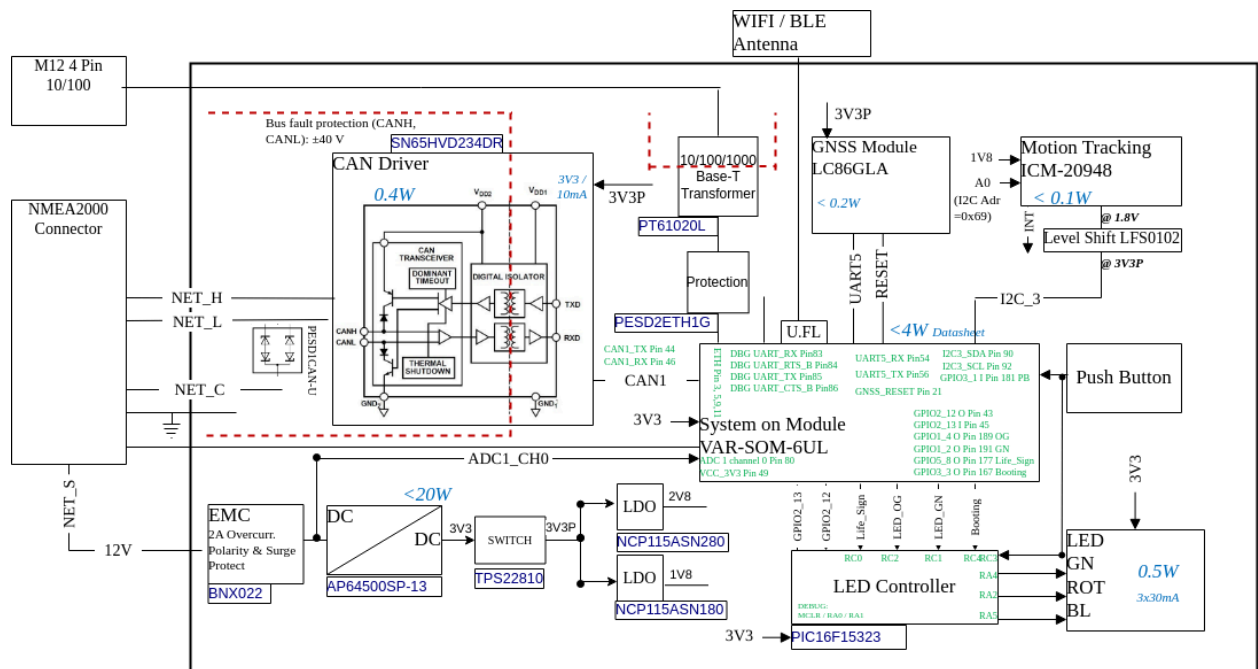 WIFI / BLE
Antenna
M12 4 Pin
10/100
Bus fault protection (CANH,
CANL): ±40 V
SN65HVD234DR
CAN Driver
0.4W
3V3 /
10mA
3V3P
V_DD2
V_DD1
CAN
TRANSCEIVER
DOMINANT
TIMEOUT
DIGITAL ISOLATOR
TXD
RXD
CANH
CANL
THERMAL
SHUTDOWN
GND2
GND1
10/100/1000
Base-T
Transformer
PT61020L
Protection
PESD2ETH1G
3V3P
GNSS Module
LC86GLA
< 0.2W
UART5
RESET
1V8
A0
(I2C Adr
=0x69)
INT
Motion Tracking
ICM-20948
< 0.1W
@ 1.8V
Level Shift LFS0102
@ 3V3P
I2C_3
NMEA2000
Connector
NET_H
NET_L
PESD1CAN-U
NET_C
NET_S
12V
U.FL
<4W Datasheet
CAN1_TX Pin 44
CAN1_RX Pin 46
CAN1
3V3
ETH Pin 3, 5,9,11
DBG UART_RX Pin83
DBG UART_RTS_B Pin84
DBG UART_TX Pin85
DBG UART_CTS_B Pin86
UART5_RX Pin54
UART5_TX Pin56
GNSS_RESET Pin 21
I2C3_SDA Pin 90
I2C3_SCL Pin 92
GPIO3_1 I Pin 181 PB
GPIO2_12 O Pin 43
GPIO2_13 I Pin 45
GPIO1_4 O Pin 189 OG
GPIO1_2 O Pin 191 GN
GPIO5_8 O Pin 177 Life_Sign
GPIO3_3 O Pin 167 Booting
System on Module
VAR-SOM-6UL
ADC 1 channel 0 Pin 80
VCC_3V3 Pin 49
Push Button
ADC1_CH0
EMC
2A Overcurr.
Polarity & Surge
Protect
BNX022
<20W
DC
DC
AP64500SP-13
3V3
SWITCH
TPS22810
3V3P
LDO
2V8
NCP115ASN280
LDO
1V8
NCP115ASN180
GPIO2_13
GPIO2_12
Life_Sign
LED_OG
LED_GN
Booting
RC0
RC2
RC1
RC4
RC3
RA4
RA2
RA5
LED Controller
DEBUG:
MCLR / RA0 / RA1
3V3
PIC16F15323
3V3
LED
GN
ROT
BL
0.5W
3x30mA